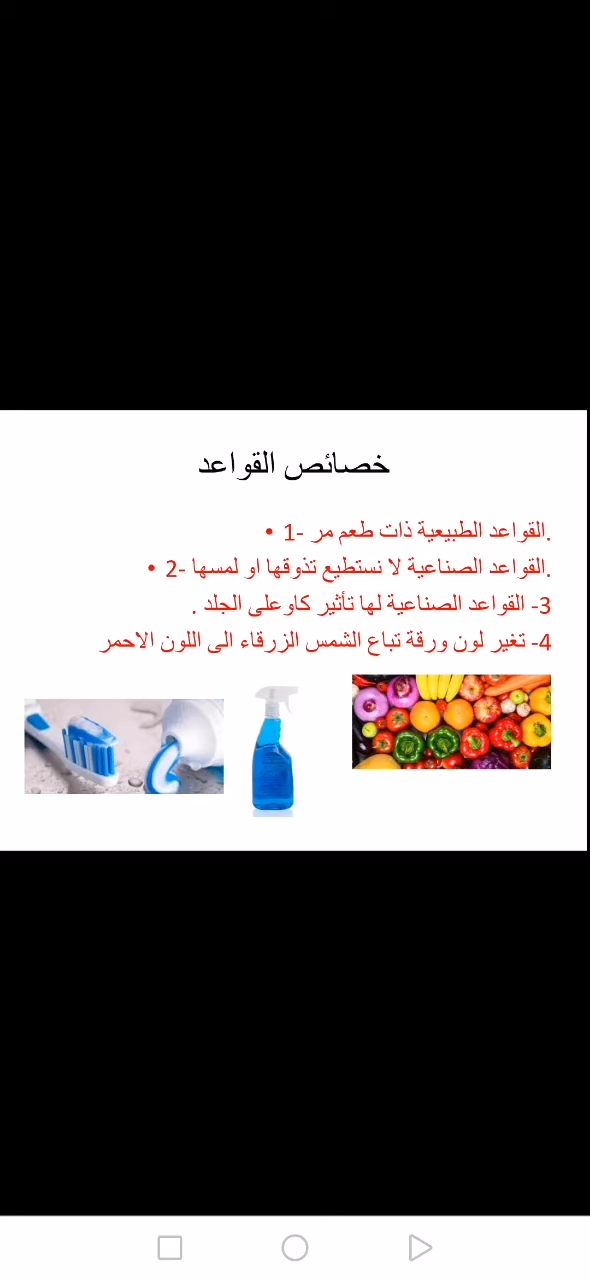 خصائص القواعد
• 1- القواعد الطبيعية ذات طعم مر.
• 2- القواعد الصناعية لا نستطيع تذوقها او لمسها.
3- القواعد الصناعية لها تأثير كاوعلى الجلد .
4- تغير لون ورقة تباع الشمس الزرقاء الى اللون الاحمر